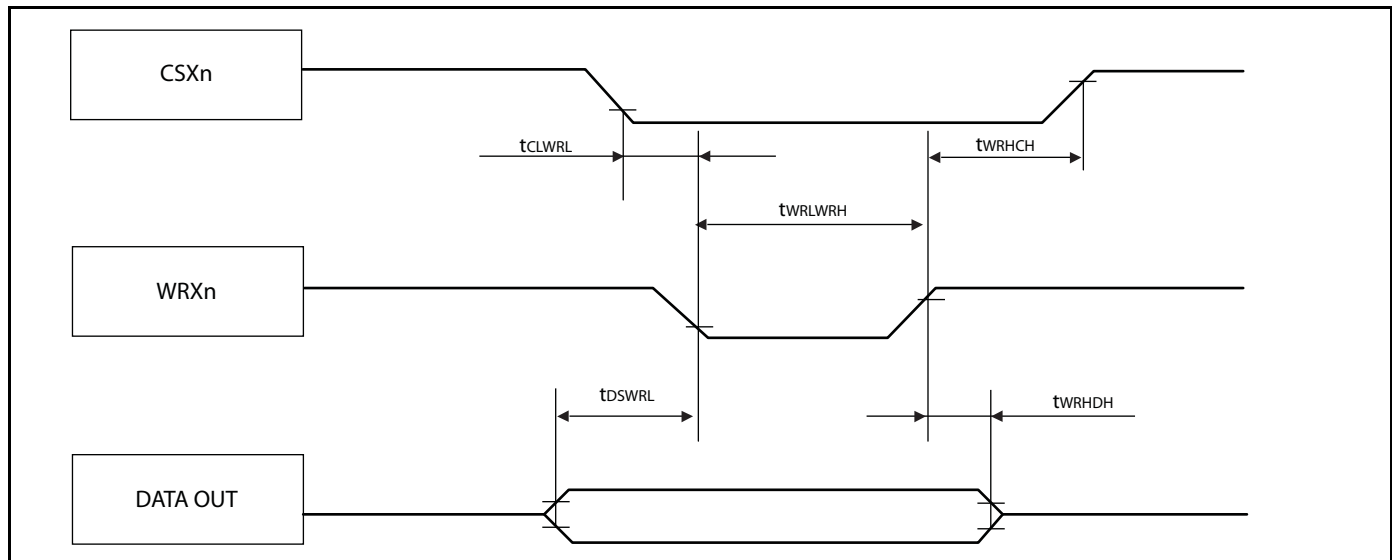 CSXn
tCLWRL
tWRHCH
tWRLWRH
WRXn
tDSWRL
tWRHDH
DATA OUT